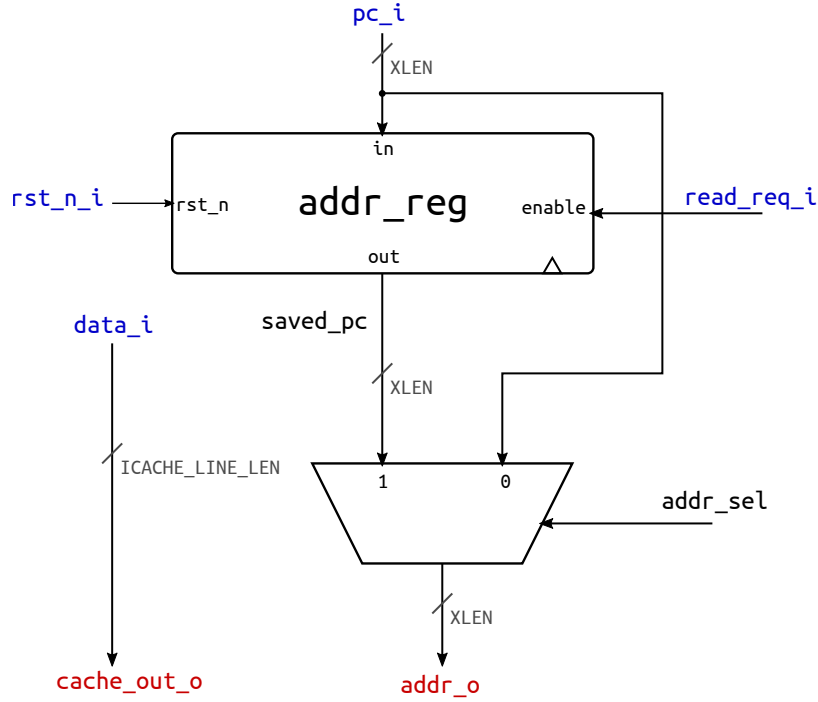 pc_i
XLEN
in
rst_n_i
rst_n
addr_reg
enable
read_req_i
out
saved_pc
data_i
XLEN
ICACHE_LINE_LEN
1
0
addr_sel
XLEN
cache_out_o
addr_o